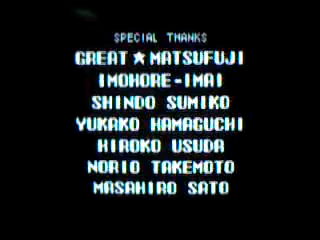 SPECIAL THANKS
GREAT★MATSUFUJI
IMOHORE-IMAI
SHINDO SUMIKO
YUKAKO HAMAGUCHI
HIROKO USUDA
NORIO TAKEMOTO
MASAHIRO SATO